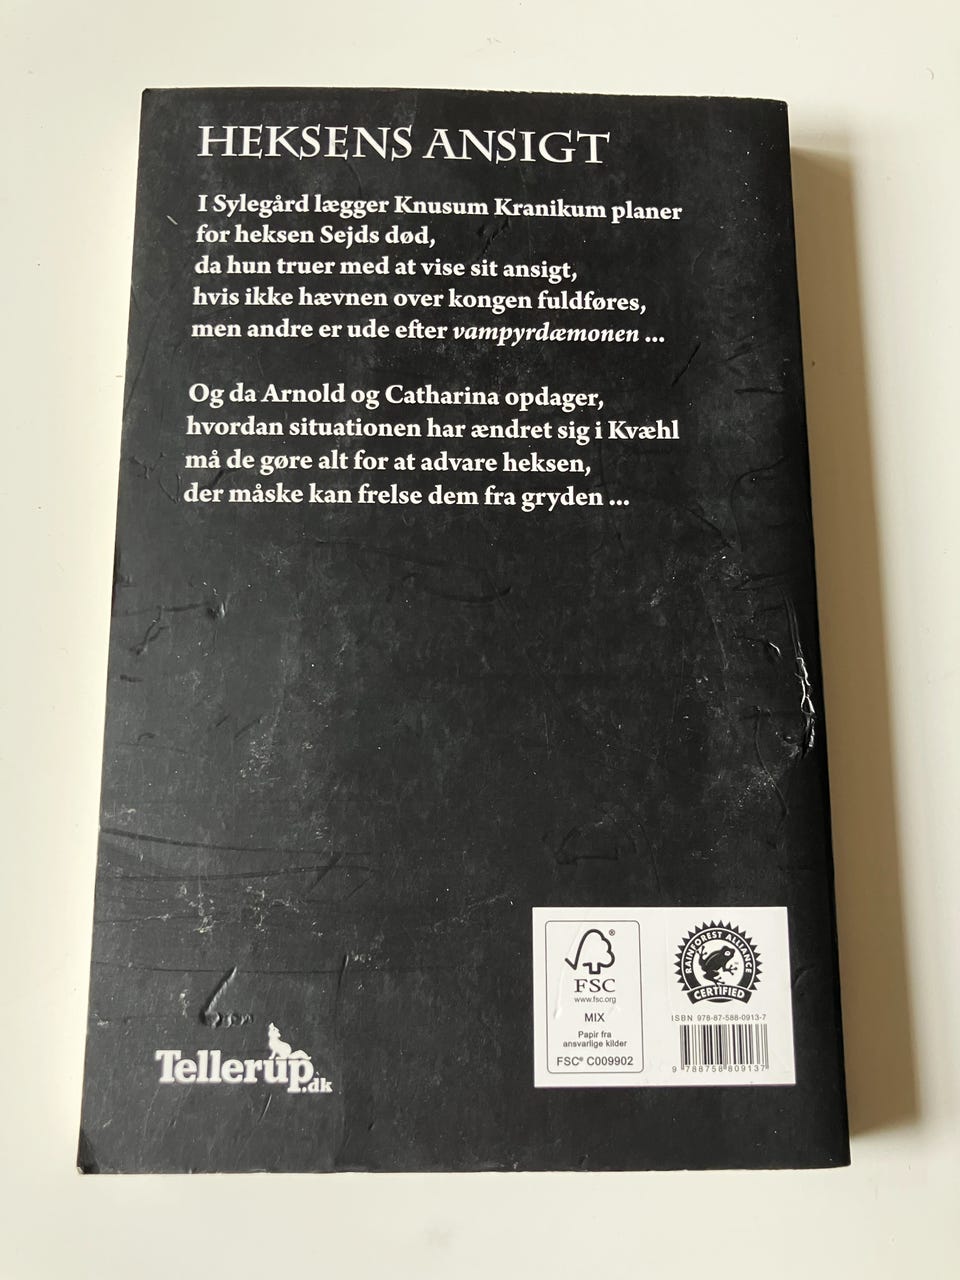 HEKSENS ANSIGT
I Sylegård lægger Knusum Kranikum planer
for heksen Sejds død,
da hun truer med at vise sit ansigt,
hvis ikke hævnen over kongen fuldføres,
men andre er ude efter vampyrdæmonen ...
Og da Arnold og Catharina opdager,
hvordan situationen har ændret sig i Kvæhl
må de gøre alt for at advare heksen,
der måske kan frelse dem fra gryden ...
Tellerup.dk
®
FSC
www.fsc.org
MIX
Papir fra
ansvarlige kilder
FSC® C009902
RAINFOREST ALLIANCE
CERTIFIED
ISBN 978-87-588-0913-7
9 788758 809137